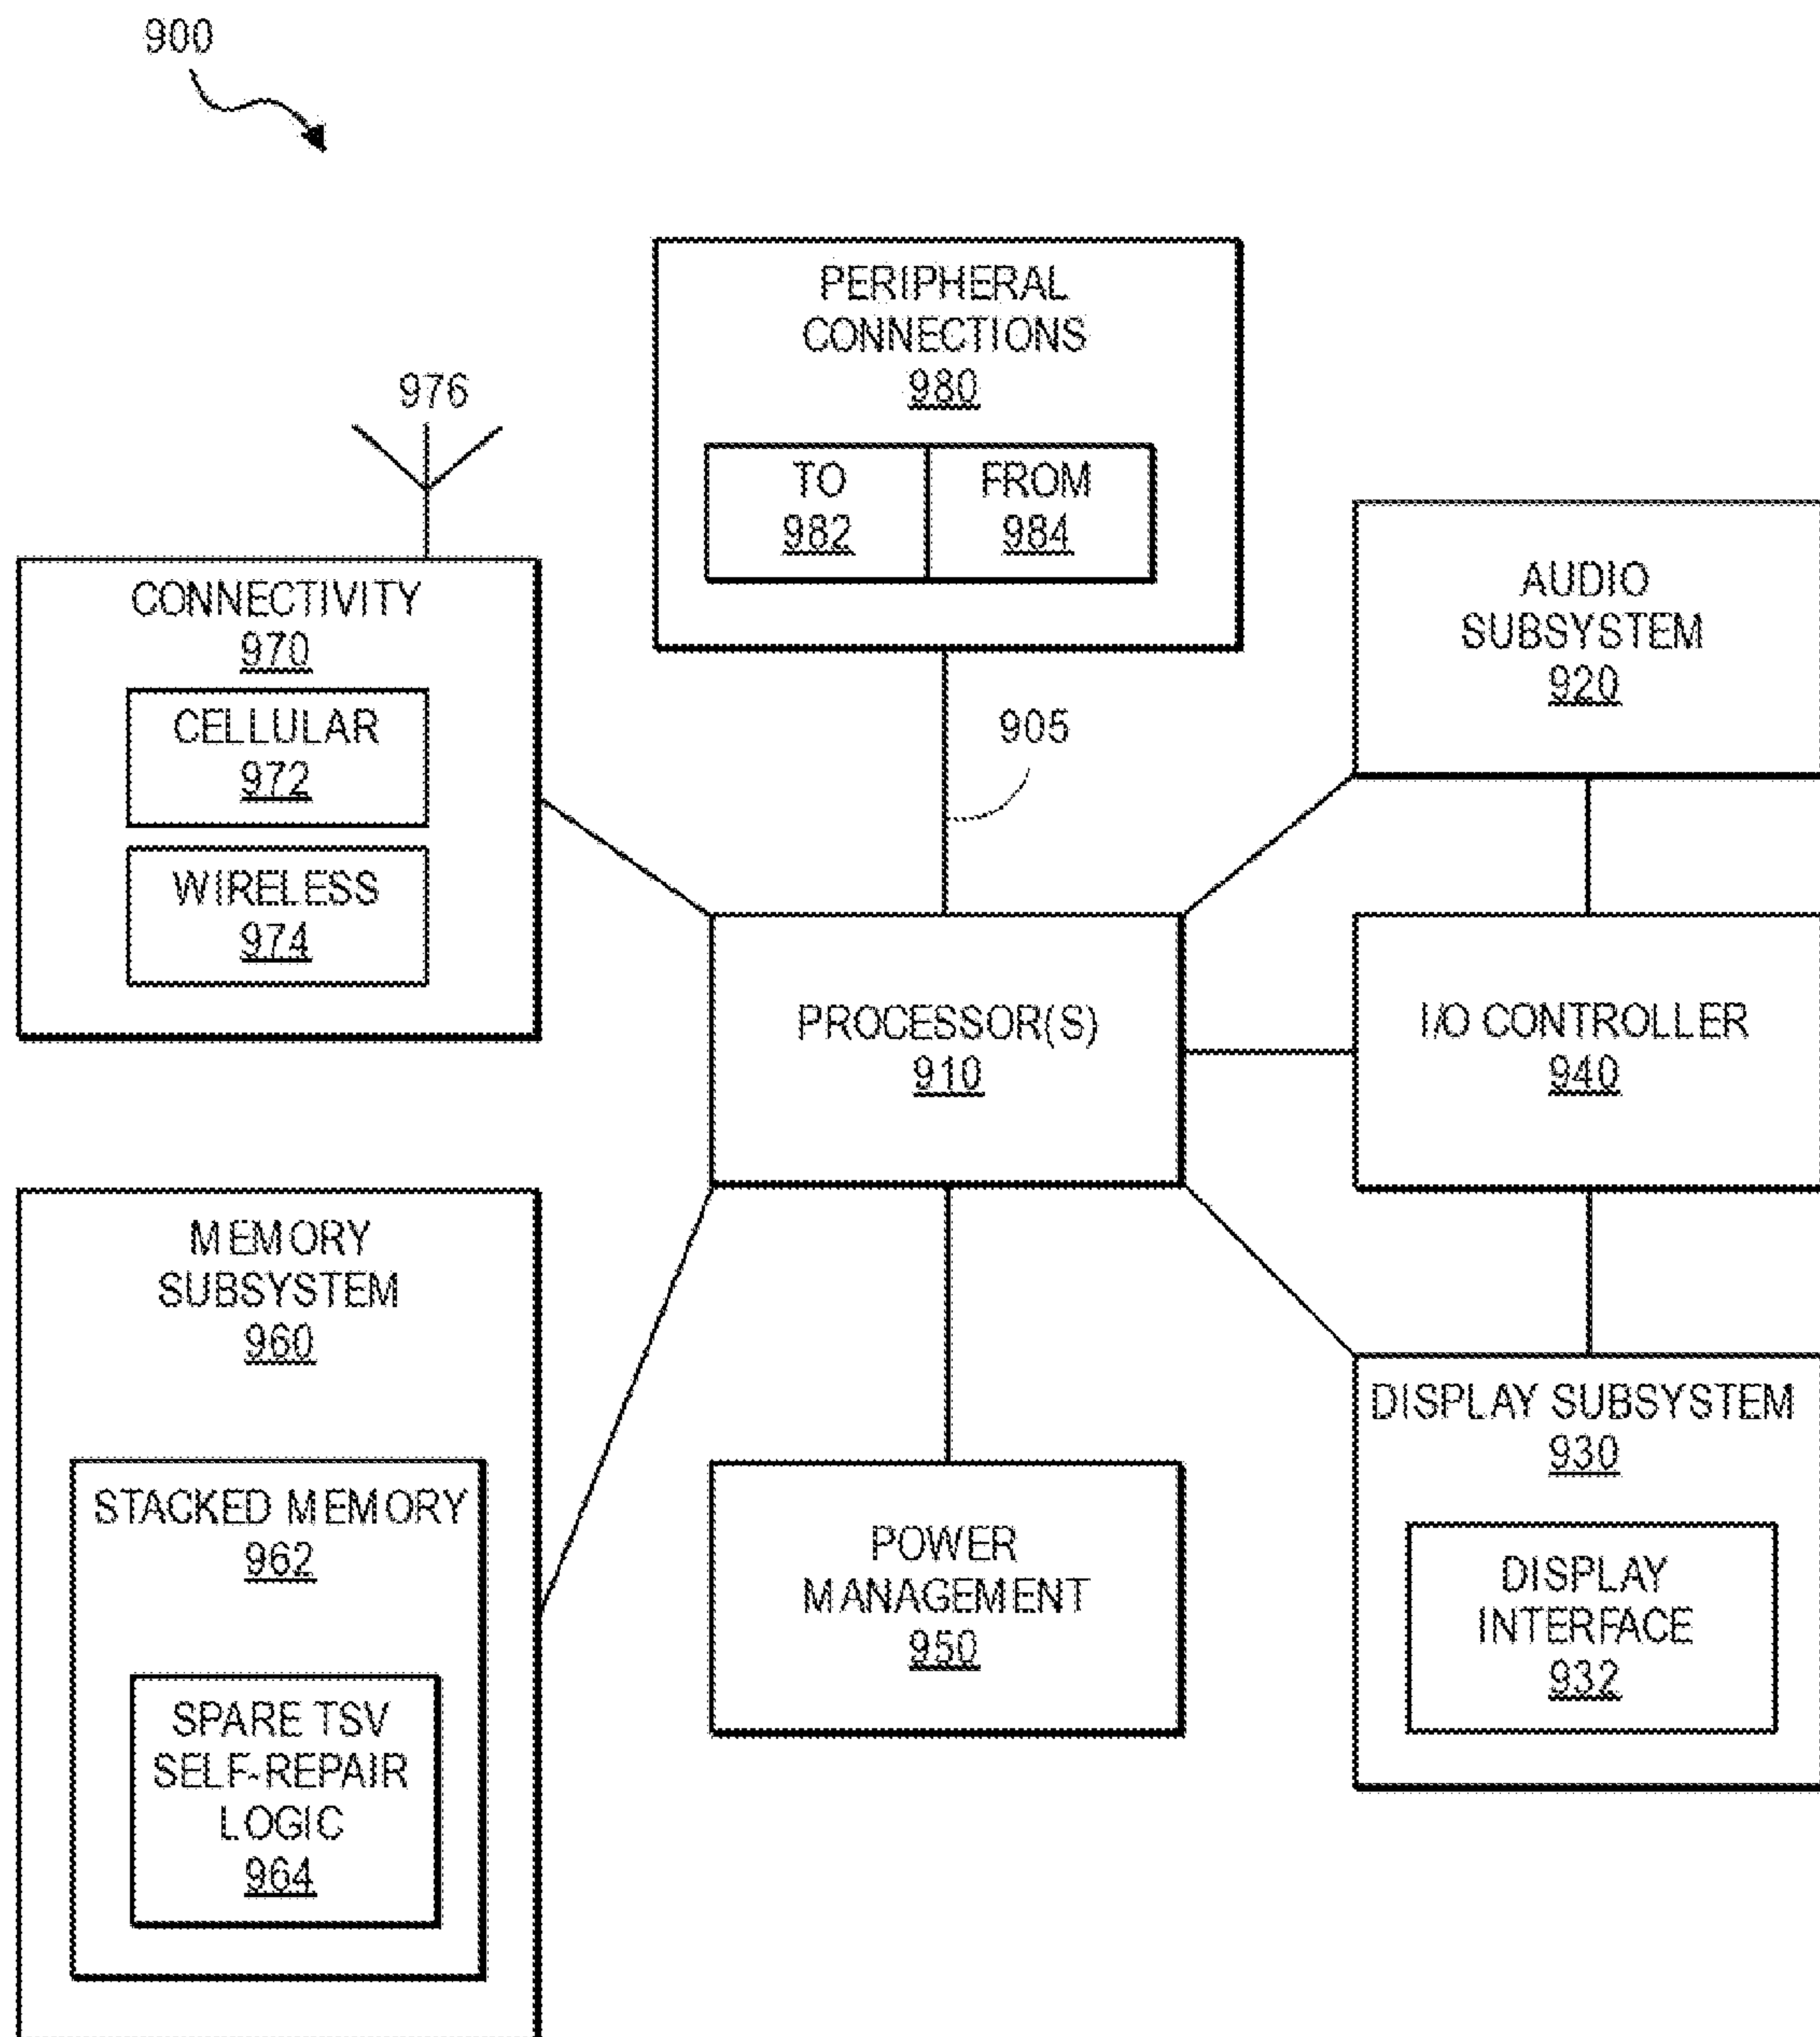 900
PERIPHERAL
CONNECTIONS
980
TO
982
FROM
984
976
CONNECTIVITY
970
CELLULAR
972
WIRELESS
974
905
AUDIO
SUBSYSTEM
920
PROCESSOR(S)
910
I/O CONTROLLER
940
MEMORY
SUBSYSTEM
960
STACKED MEMORY
962
SPARE TSV
SELF-REPAIR
LOGIC
964
POWER
MANAGEMENT
950
DISPLAY SUBSYSTEM
930
DISPLAY
INTERFACE
932